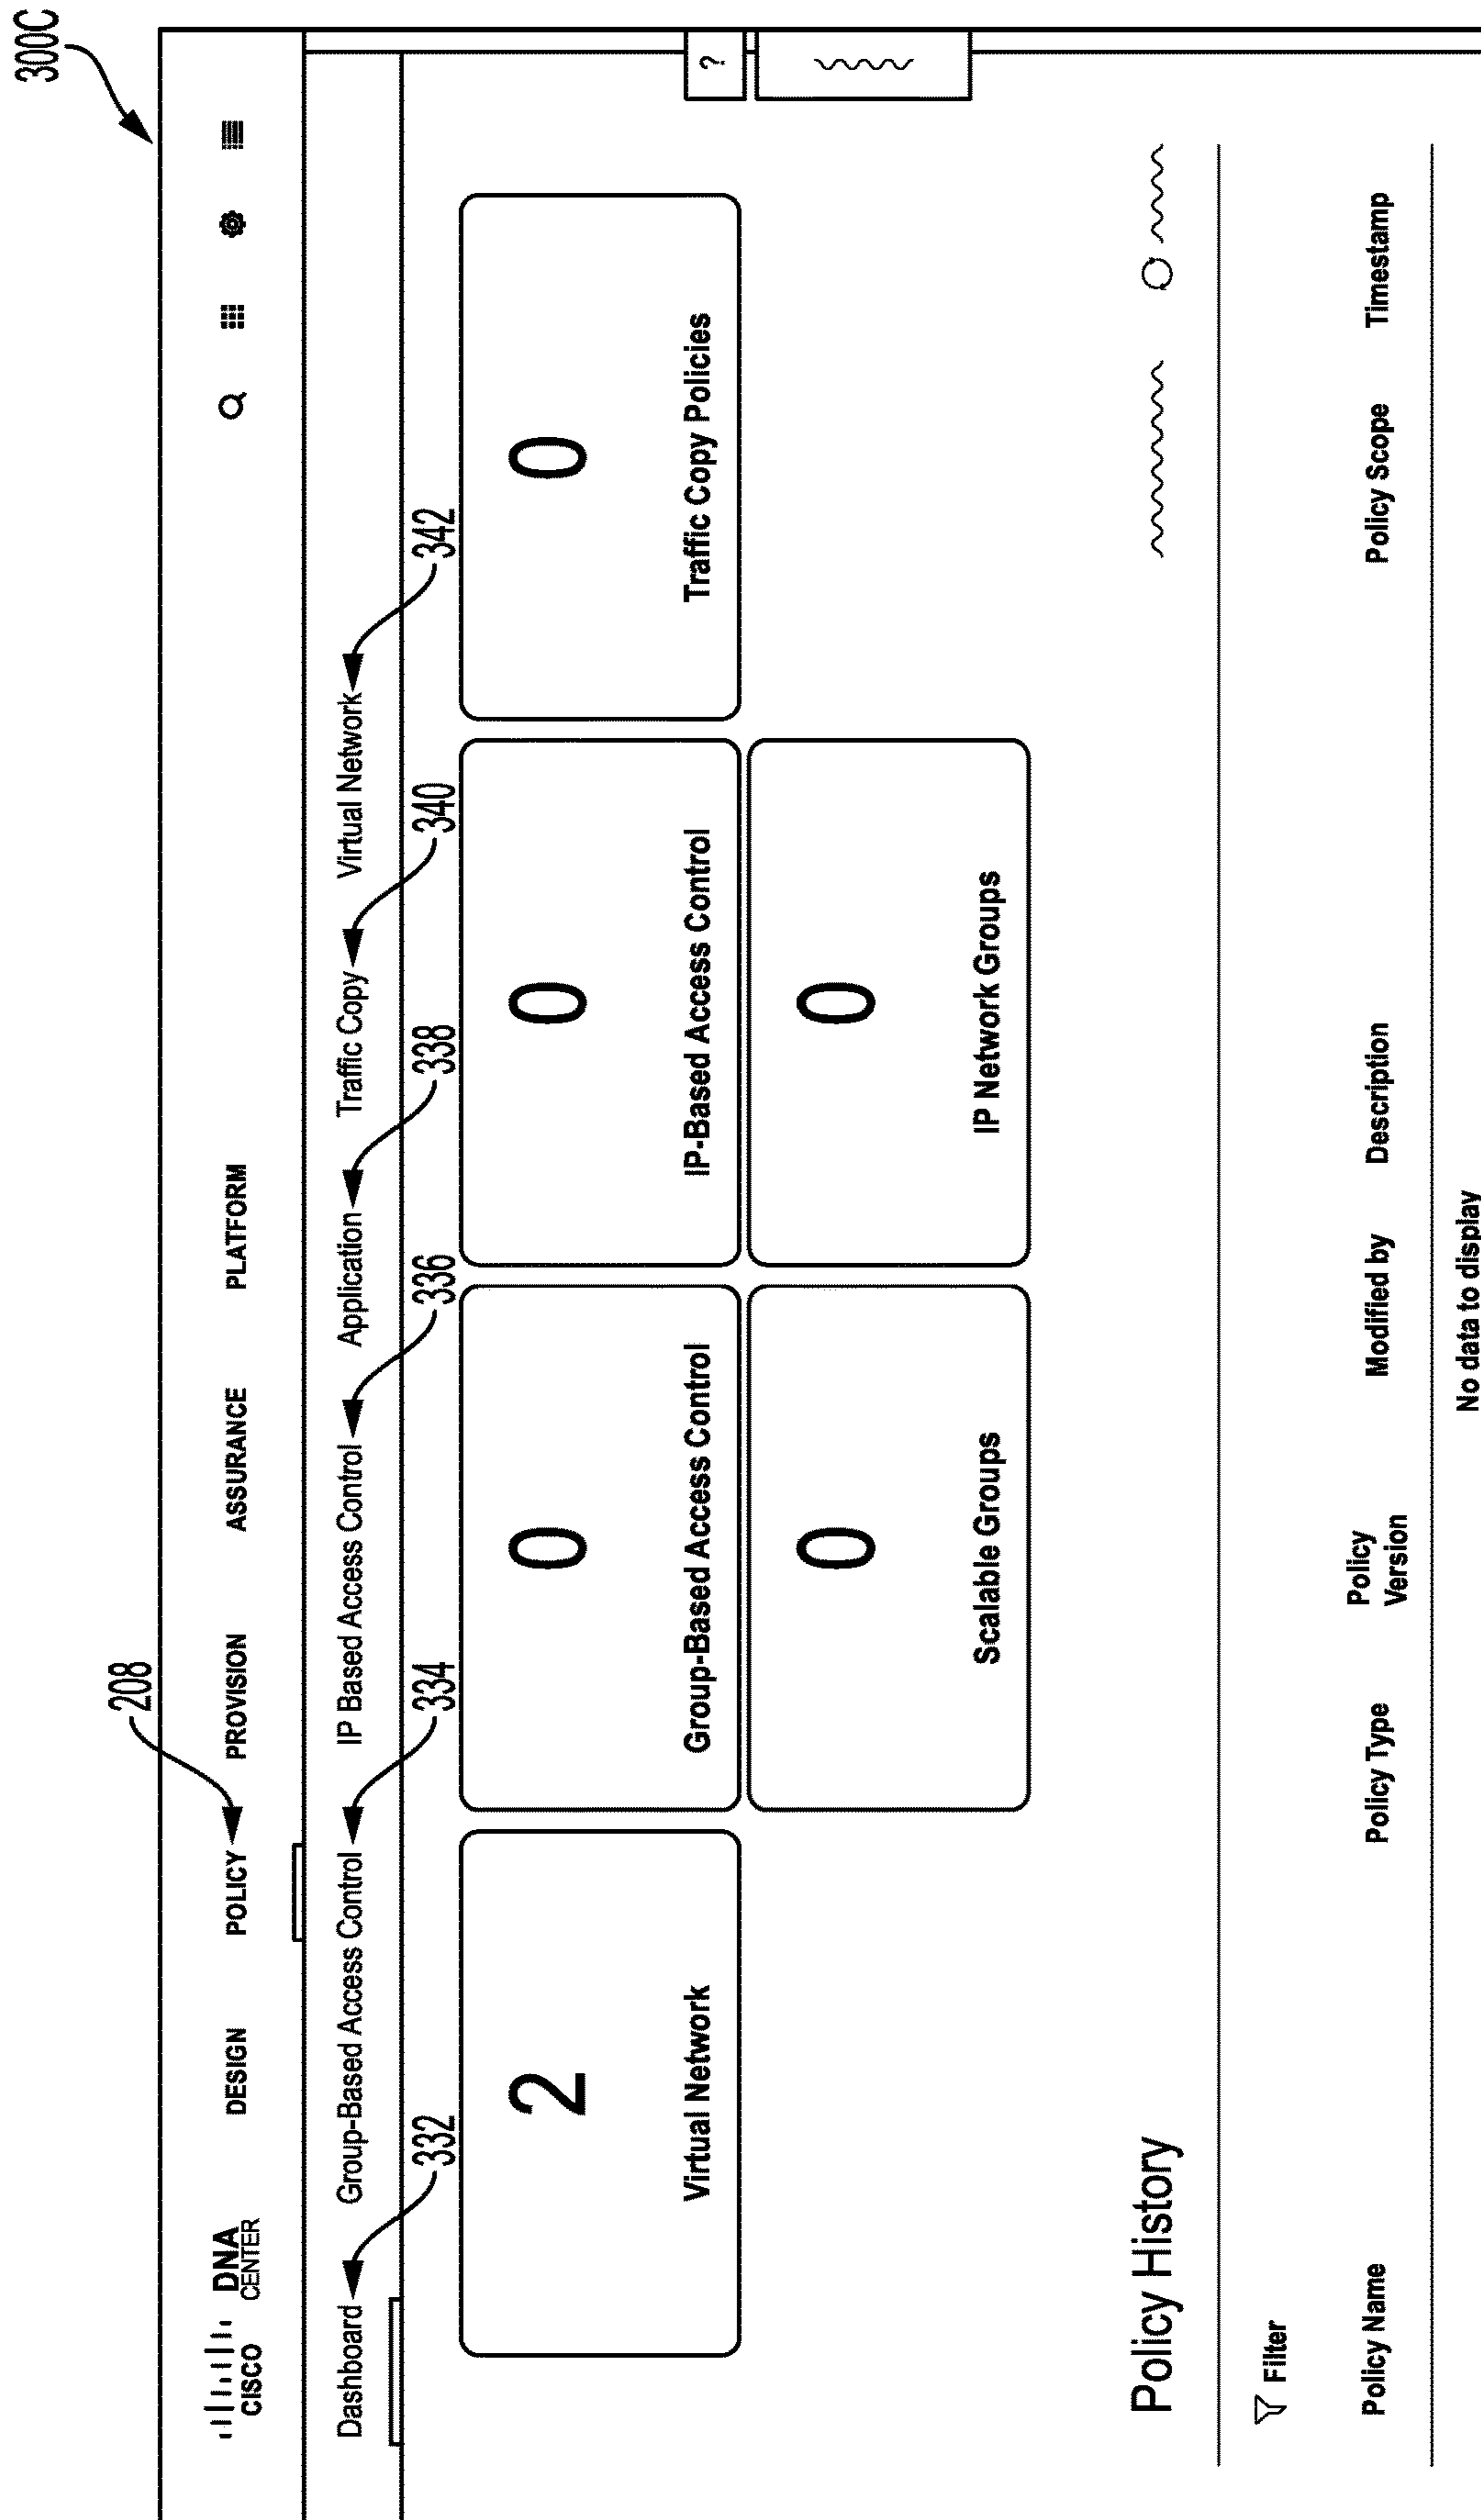 300C
208
CISCO DNA CENTER DESIGN POLICY PROVISION ASSURANCE PLATFORM
Dashboard Group-Based Access Control IP Based Access Control Application Traffic Copy Virtual Network
332 334 336 338 340 342
2 0 0 0
Virtual Network Group-Based Access Control IP-Based Access Control Traffic Copy Policies
?
0 0
Scalable Groups IP Network Groups
Policy History
Filter
Policy Name Policy Type Policy Version Modified by Description Policy Scope Timestamp
No data to display